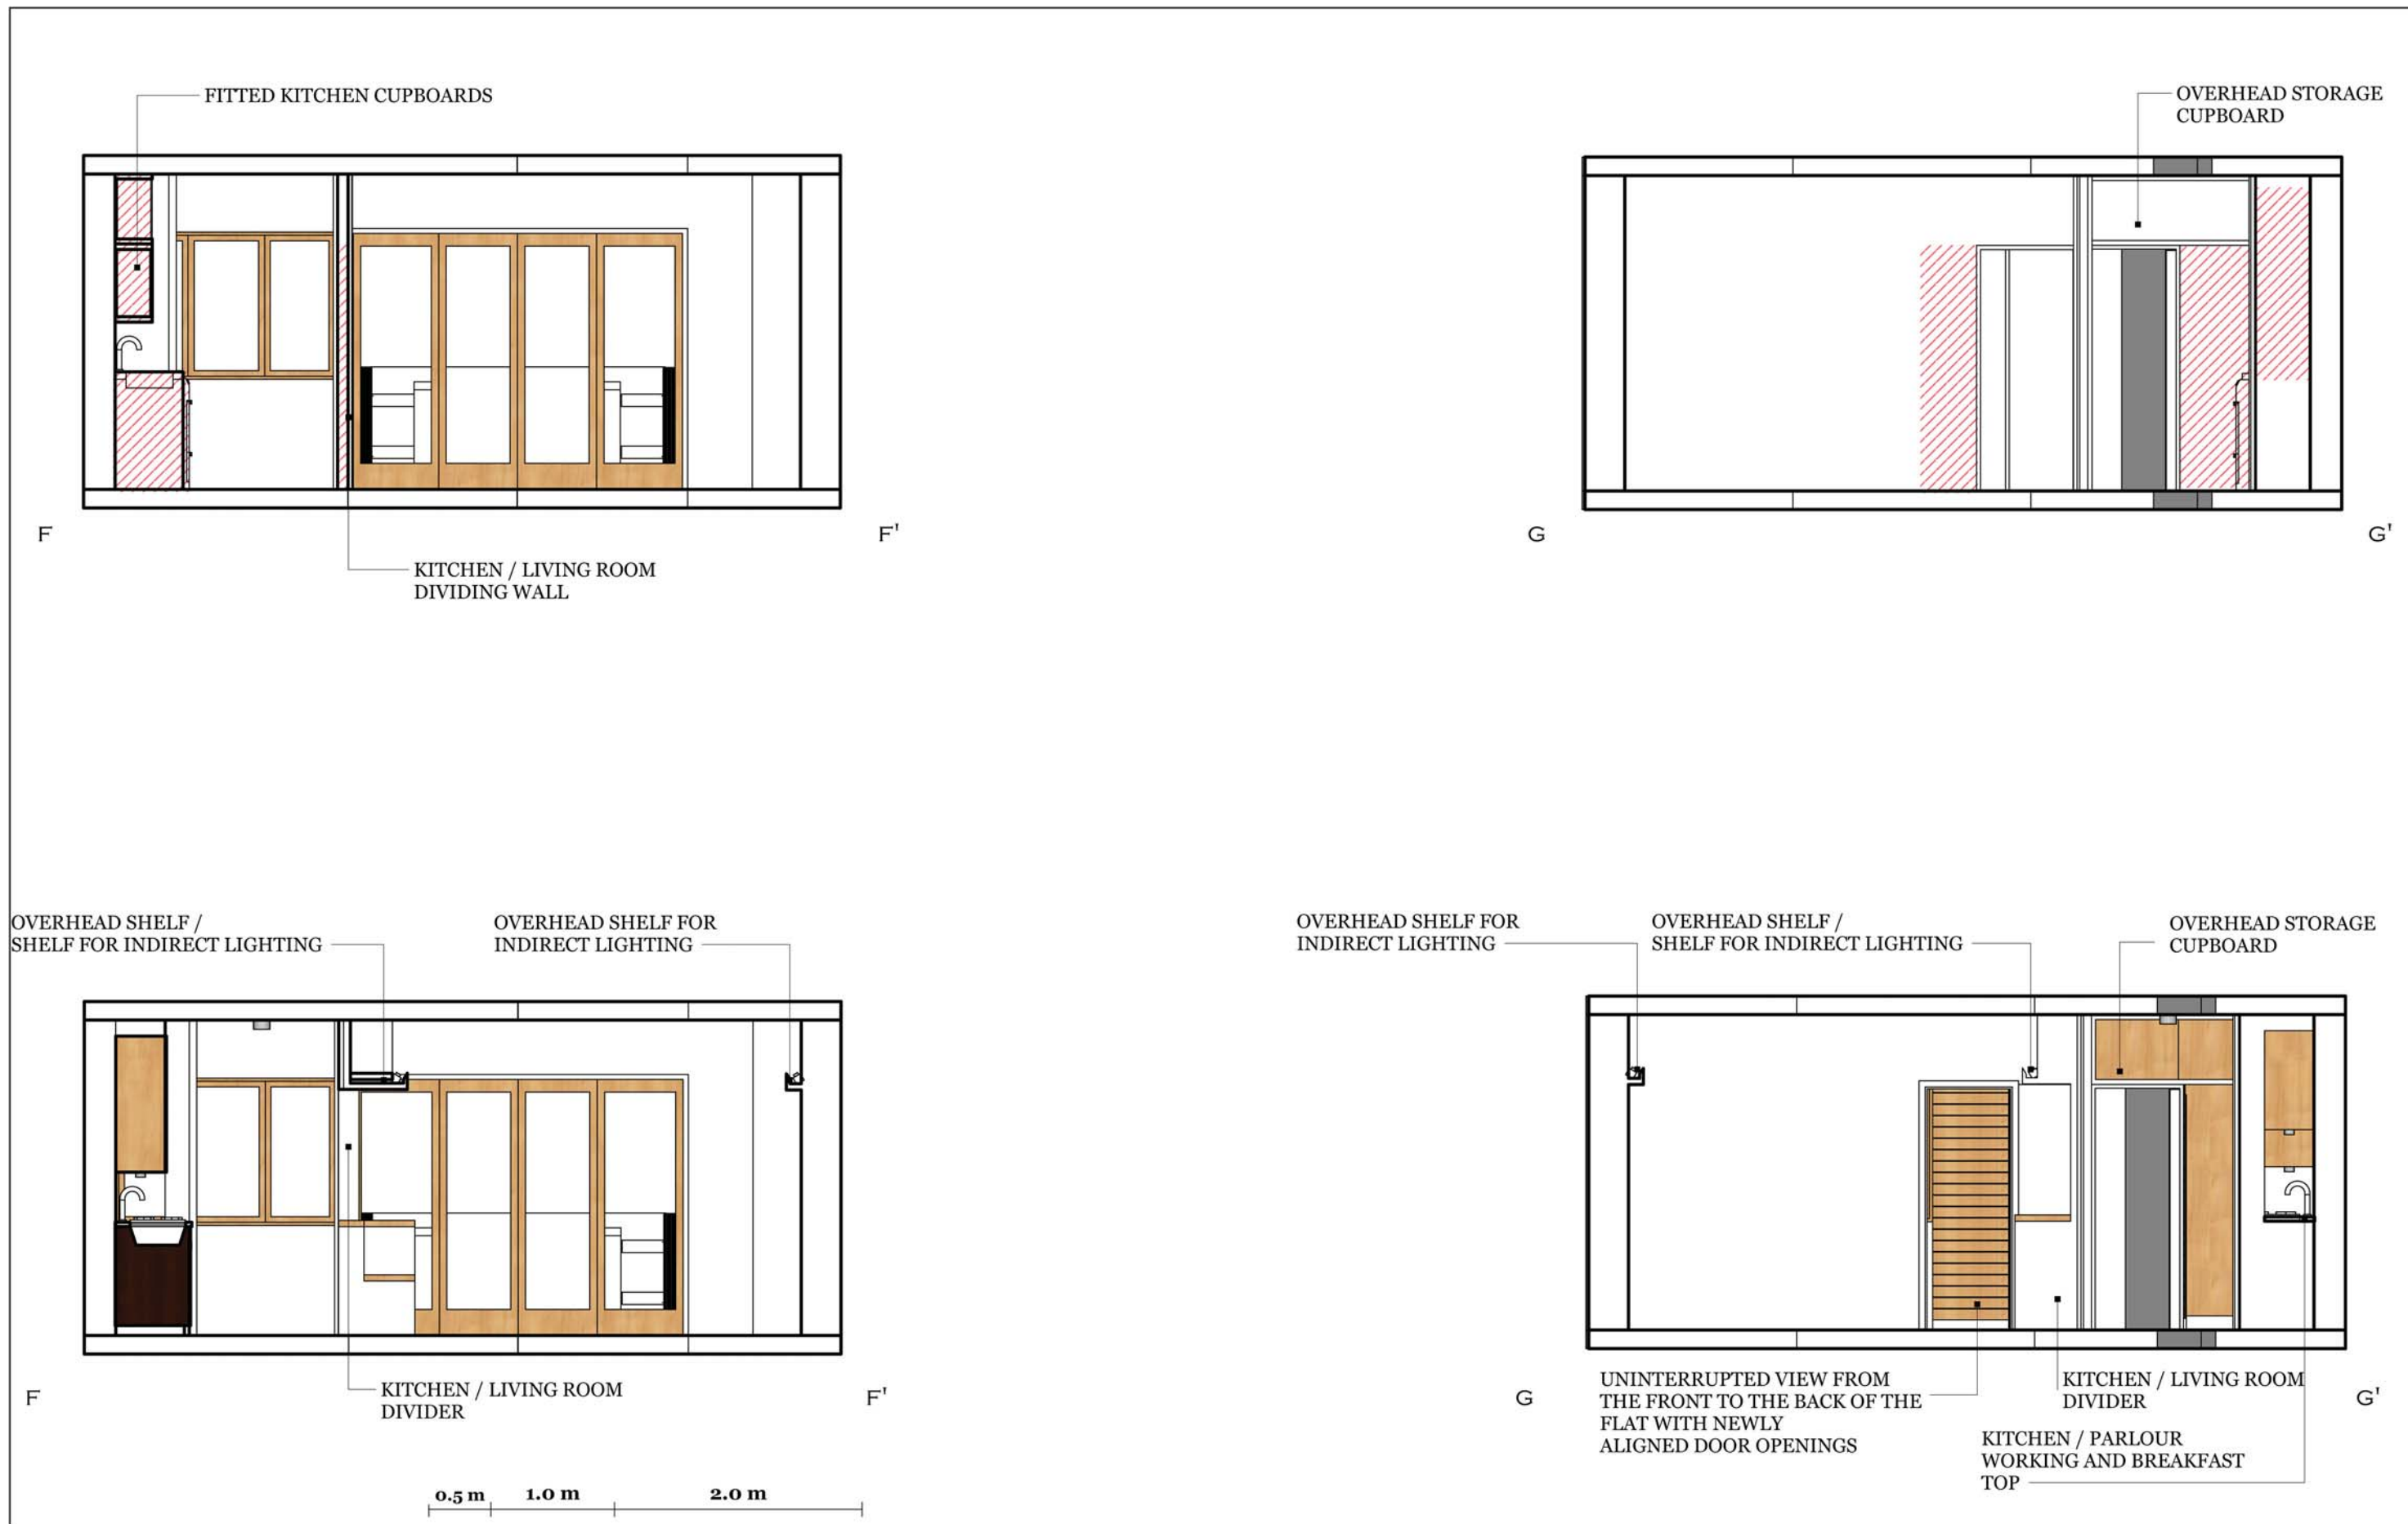 FITTED KITCHEN CUPBOARDS
OVERHEAD STORAGE
CUPBOARD
F
F'
G
G'
KITCHEN / LIVING ROOM
DIVIDING WALL
OVERHEAD SHELF /
SHELF FOR INDIRECT LIGHTING
OVERHEAD SHELF FOR
INDIRECT LIGHTING
OVERHEAD SHELF FOR
INDIRECT LIGHTING
OVERHEAD SHELF /
SHELF FOR INDIRECT LIGHTING
OVERHEAD STORAGE
CUPBOARD
F
KITCHEN / LIVING ROOM
DIVIDER
F'
G
UNINTERRUPTED VIEW FROM
THE FRONT TO THE BACK OF THE
FLAT WITH NEWLY
ALIGNED DOOR OPENINGS
KITCHEN / LIVING ROOM
DIVIDER
G'
KITCHEN / PARLOUR
WORKING AND BREAKFAST
TOP
0.5 m
1.0 m
2.0 m